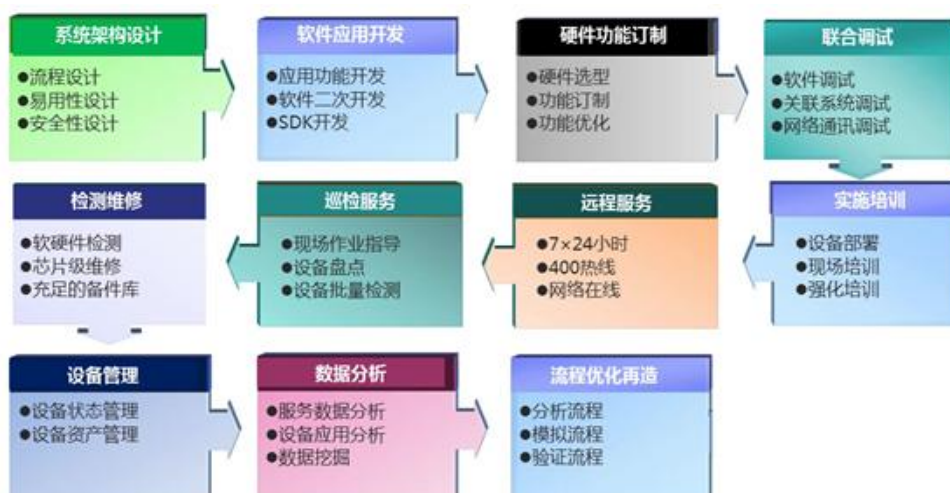 系统架构设计
●流程设计
●易用性设计
●安全性设计
软件应用开发
●应用功能开发
●软件二次开发
●SDK开发
硬件功能订制
●硬件选型
●功能订制
●功能优化
联合调试
●软件调试
●关联系统调试
●网络通讯调试
实施培训
●设备部署
●现场培训
●强化培训
远程服务
●7×24小时
●400热线
●网络在线
巡检服务
●现场作业指导
●设备盘点
●设备批量检测
检测维修
●软硬件检测
●芯片级维修
●充足的备件库
设备管理
●设备状态管理
●设备资产管理
数据分析
●服务数据分析
●设备应用分析
●数据挖掘
流程优化再造
●分析流程
●模拟流程
●验证流程